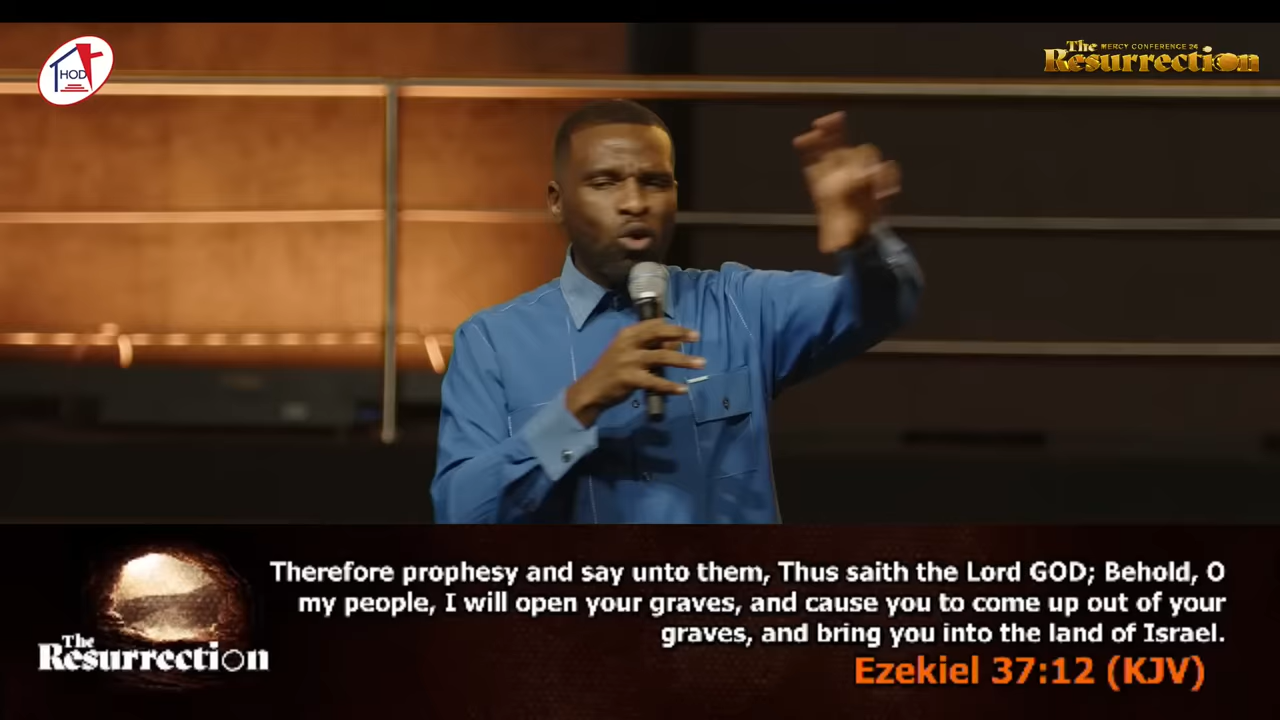 HOD
The MERCY CONFERENCE 24
Resurrection
Therefore prophesy and say unto them, Thus saith the Lord GOD; Behold, O
my people, I will open your graves, and cause you to come up out of your
graves, and bring you into the land of Israel.
The
Resurrection
Ezekiel 37:12 (KJV)